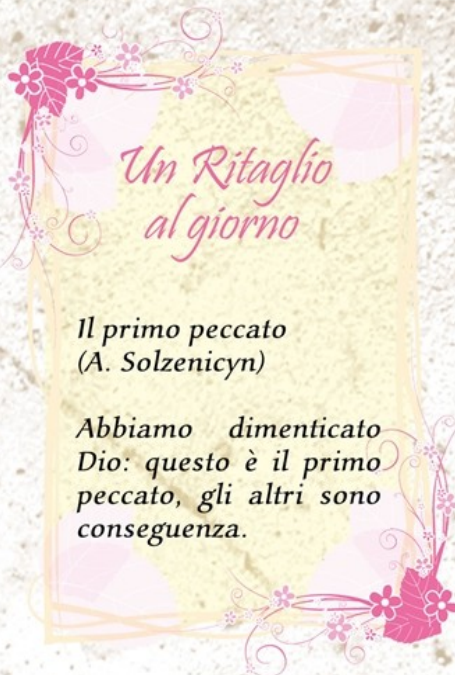 Un Ritaglio
al giorno
Il primo peccato
(A. Solzenicyn)
Abbiamo dimenticato
Dio: questo è il primo
peccato, gli altri sono
conseguenza.